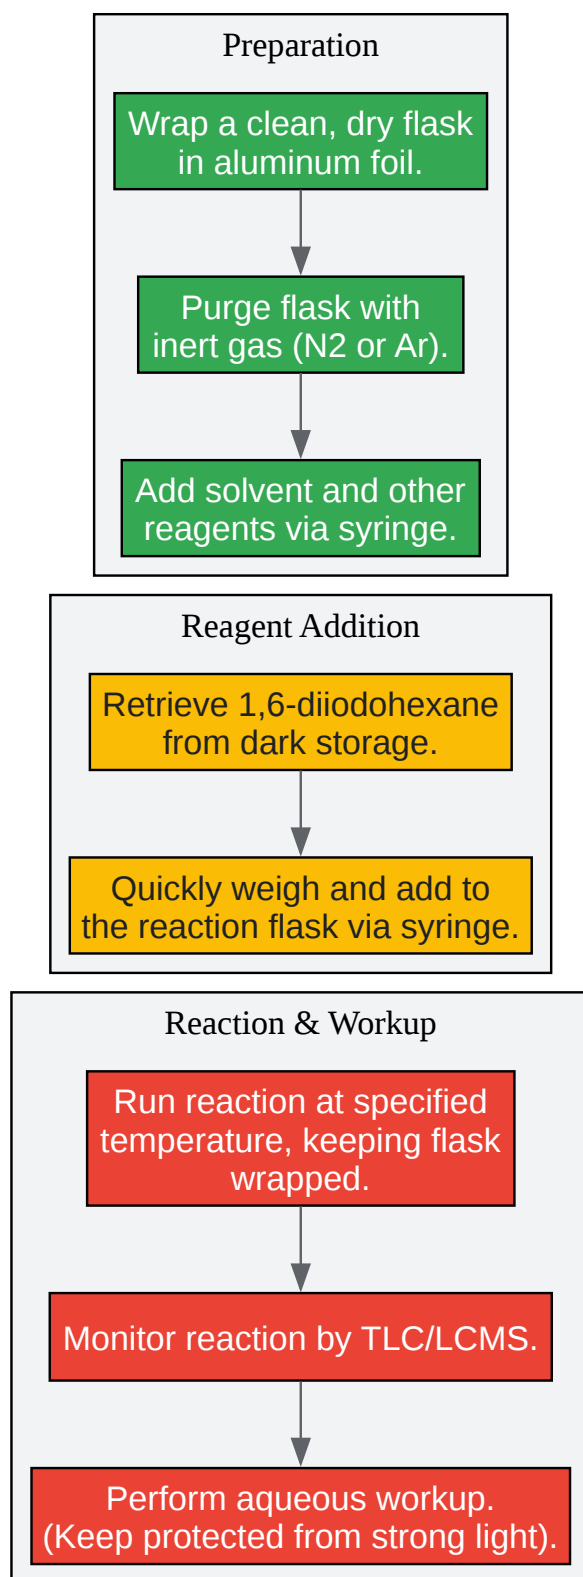 Preparation
Wrap a clean, dry flask
in aluminum foil.
Purge flask with
inert gas (N2 or Ar).
Add solvent and other
reagents via syringe.
Reagent Addition
Retrieve 1,6-diiodohexane
from dark storage.
Quickly weigh and add to
the reaction flask via syringe.
Reaction & Workup
Run reaction at specified
temperature, keeping flask
wrapped.
Monitor reaction by TLC/LCMS.
Perform aqueous workup.
(Keep protected from strong light).